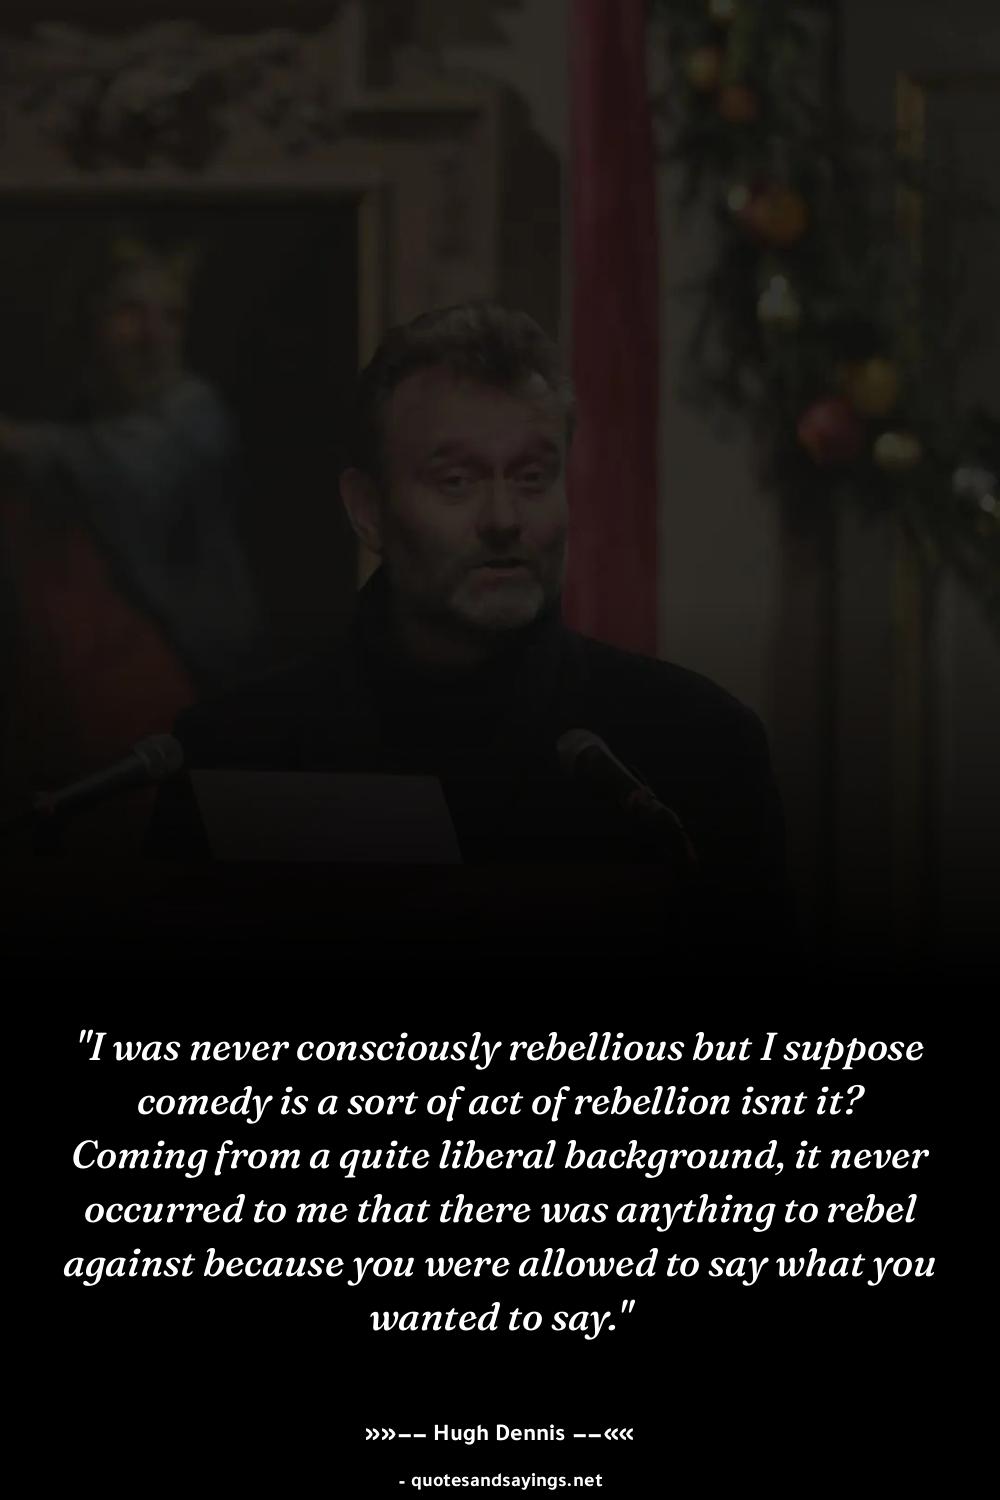 "I was never consciously rebellious but I suppose
comedy is a sort of act of rebellion isnt it?
Coming from a quite liberal background, it never
occurred to me that there was anything to rebel
against because you were allowed to say what you
wanted to say."
»»−− Hugh Dennis −−««
- quotesandsayings.net